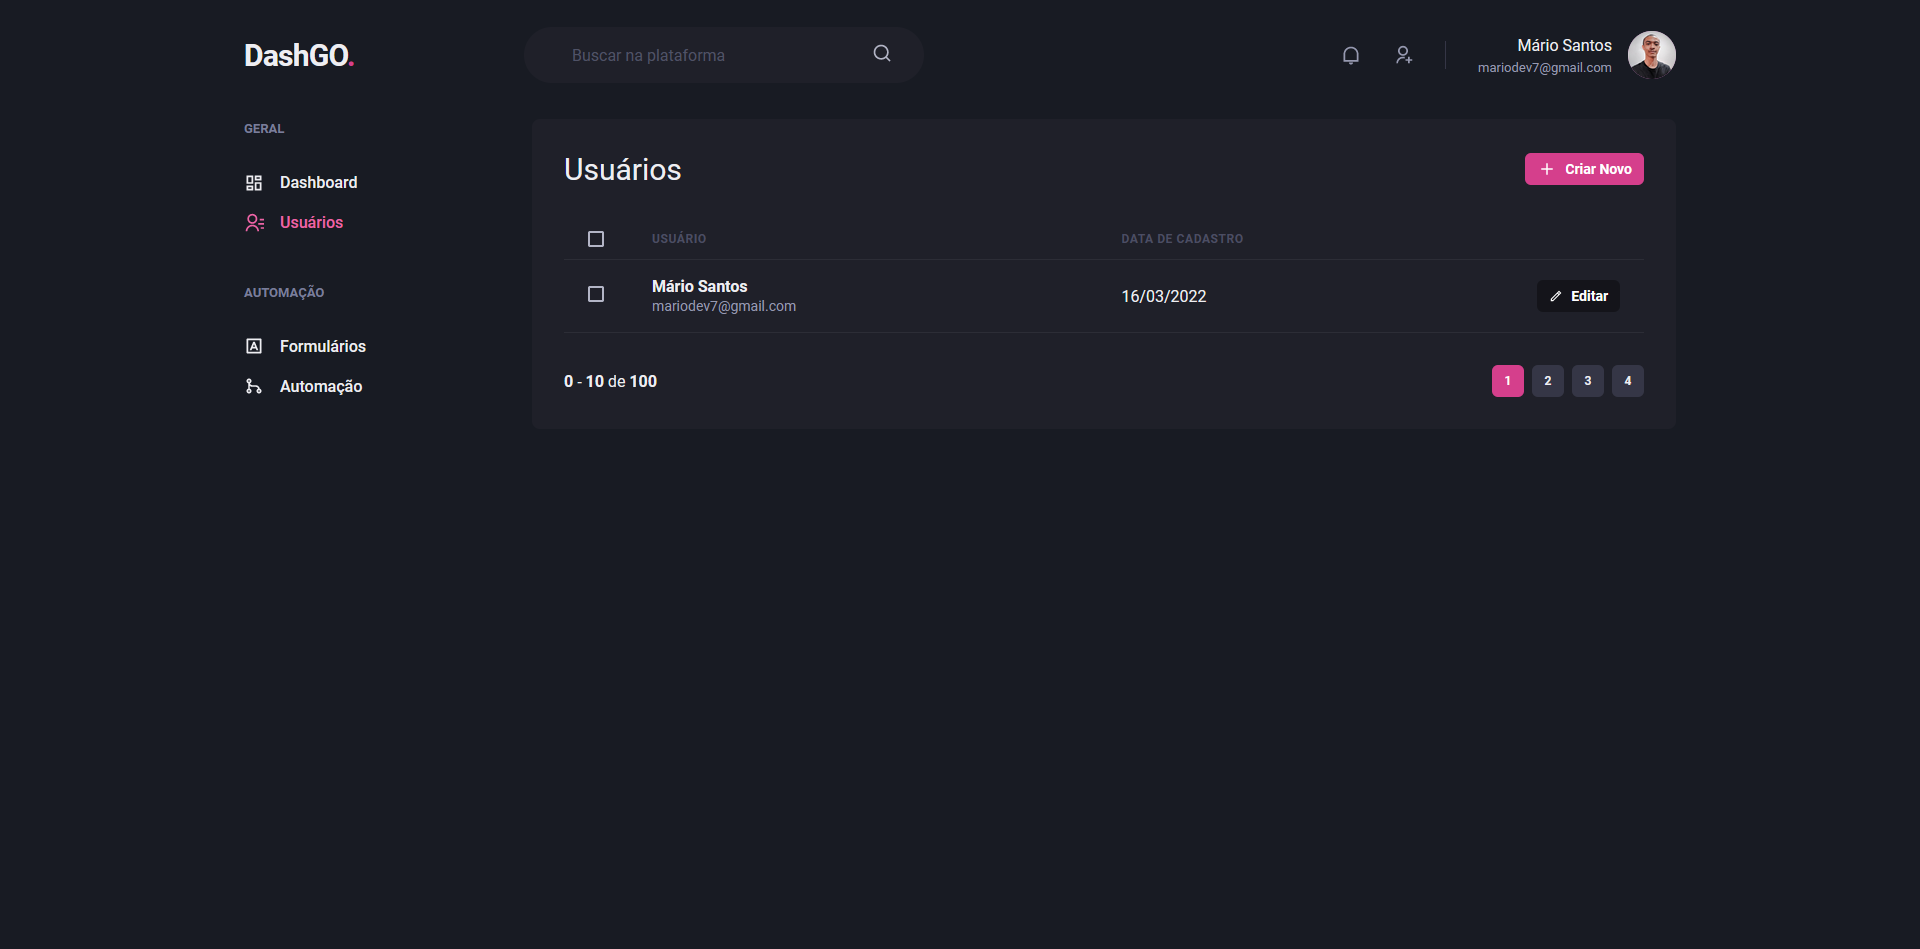 DashGO.
Buscar na plataforma
Mário Santos
mariodev7@gmail.com
GERAL
Dashboard
Usuários
AUTOMAÇÃO
Formulários
Automação
Usuários
Criar Novo
USUÁRIO DATA DE CADASTRO
Mário Santos
mariodev7@gmail.com
16/03/2022
Editar
0 - 10 de 100
1 2 3 4